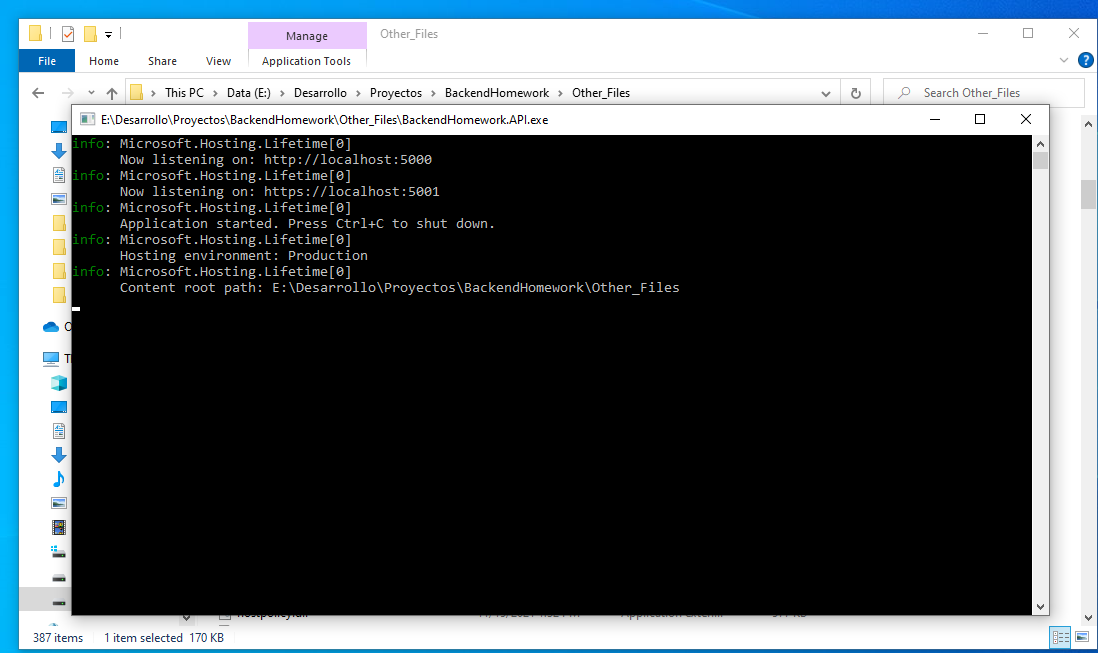 Manage
Other_Files
File
Home
Share
View
Application Tools
This PC
Data (E:)
Desarrollo
Proyectos
BackendHomework
Other_Files
Search Other_Files
E:\Desarrollo\Proyectos\BackendHomework\Other_Files\BackendHomework.API.exe
info: Microsoft.Hosting.Lifetime[0]
Now listening on: http://localhost:5000
info: Microsoft.Hosting.Lifetime[0]
Now listening on: https://localhost:5001
info: Microsoft.Hosting.Lifetime[0]
Application started. Press Ctrl+C to shut down.
info: Microsoft.Hosting.Lifetime[0]
Hosting environment: Production
info: Microsoft.Hosting.Lifetime[0]
Content root path: E:\Desarrollo\Proyectos\BackendHomework\Other_Files
387 items
1 item selected 170 KB